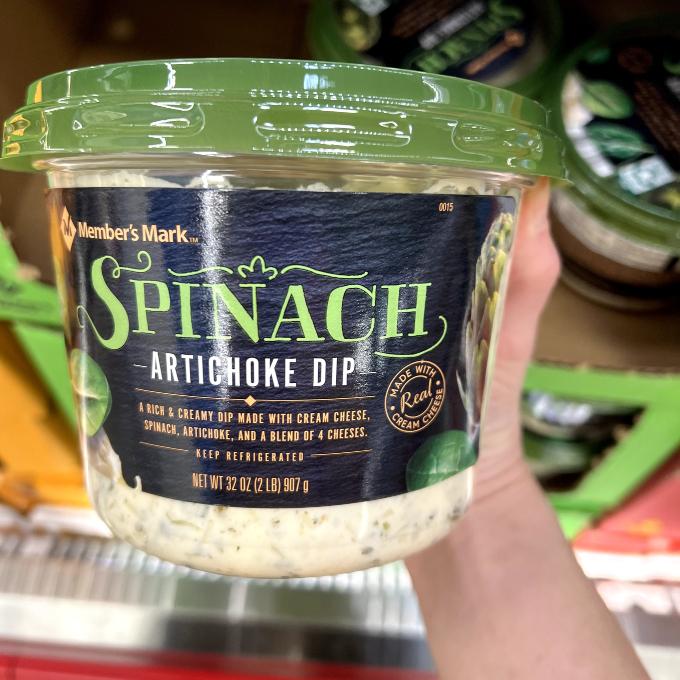 0015
Member's Mark™
SPINACH
ARTICHOKE DIP
MADE WITH
Real
CREAM CHEESE
A RICH & CREAMY DIP MADE WITH CREAM CHEESE,
SPINACH, ARTICHOKE, AND A BLEND OF 4 CHEESES.
KEEP REFRIGERATED
NET WT 32 OZ (2 LB) 907 g